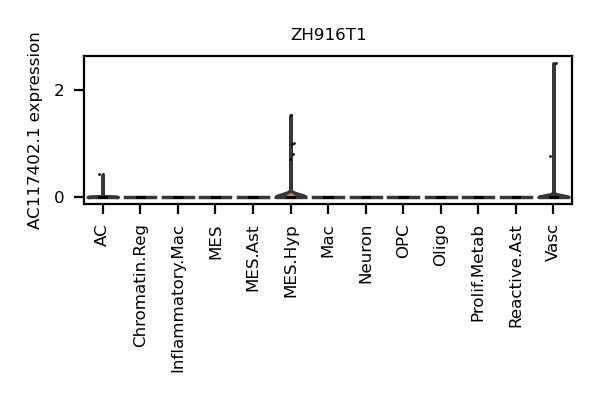 ZH916T1
AC117402.1 expression
2
0
AC
Chromatin.Reg
Inflammatory.Mac
MES
MES.Ast
MES.Hyp
Mac
Neuron
OPC
Oligo
Prolif.Metab
Reactive.Ast
Vasc